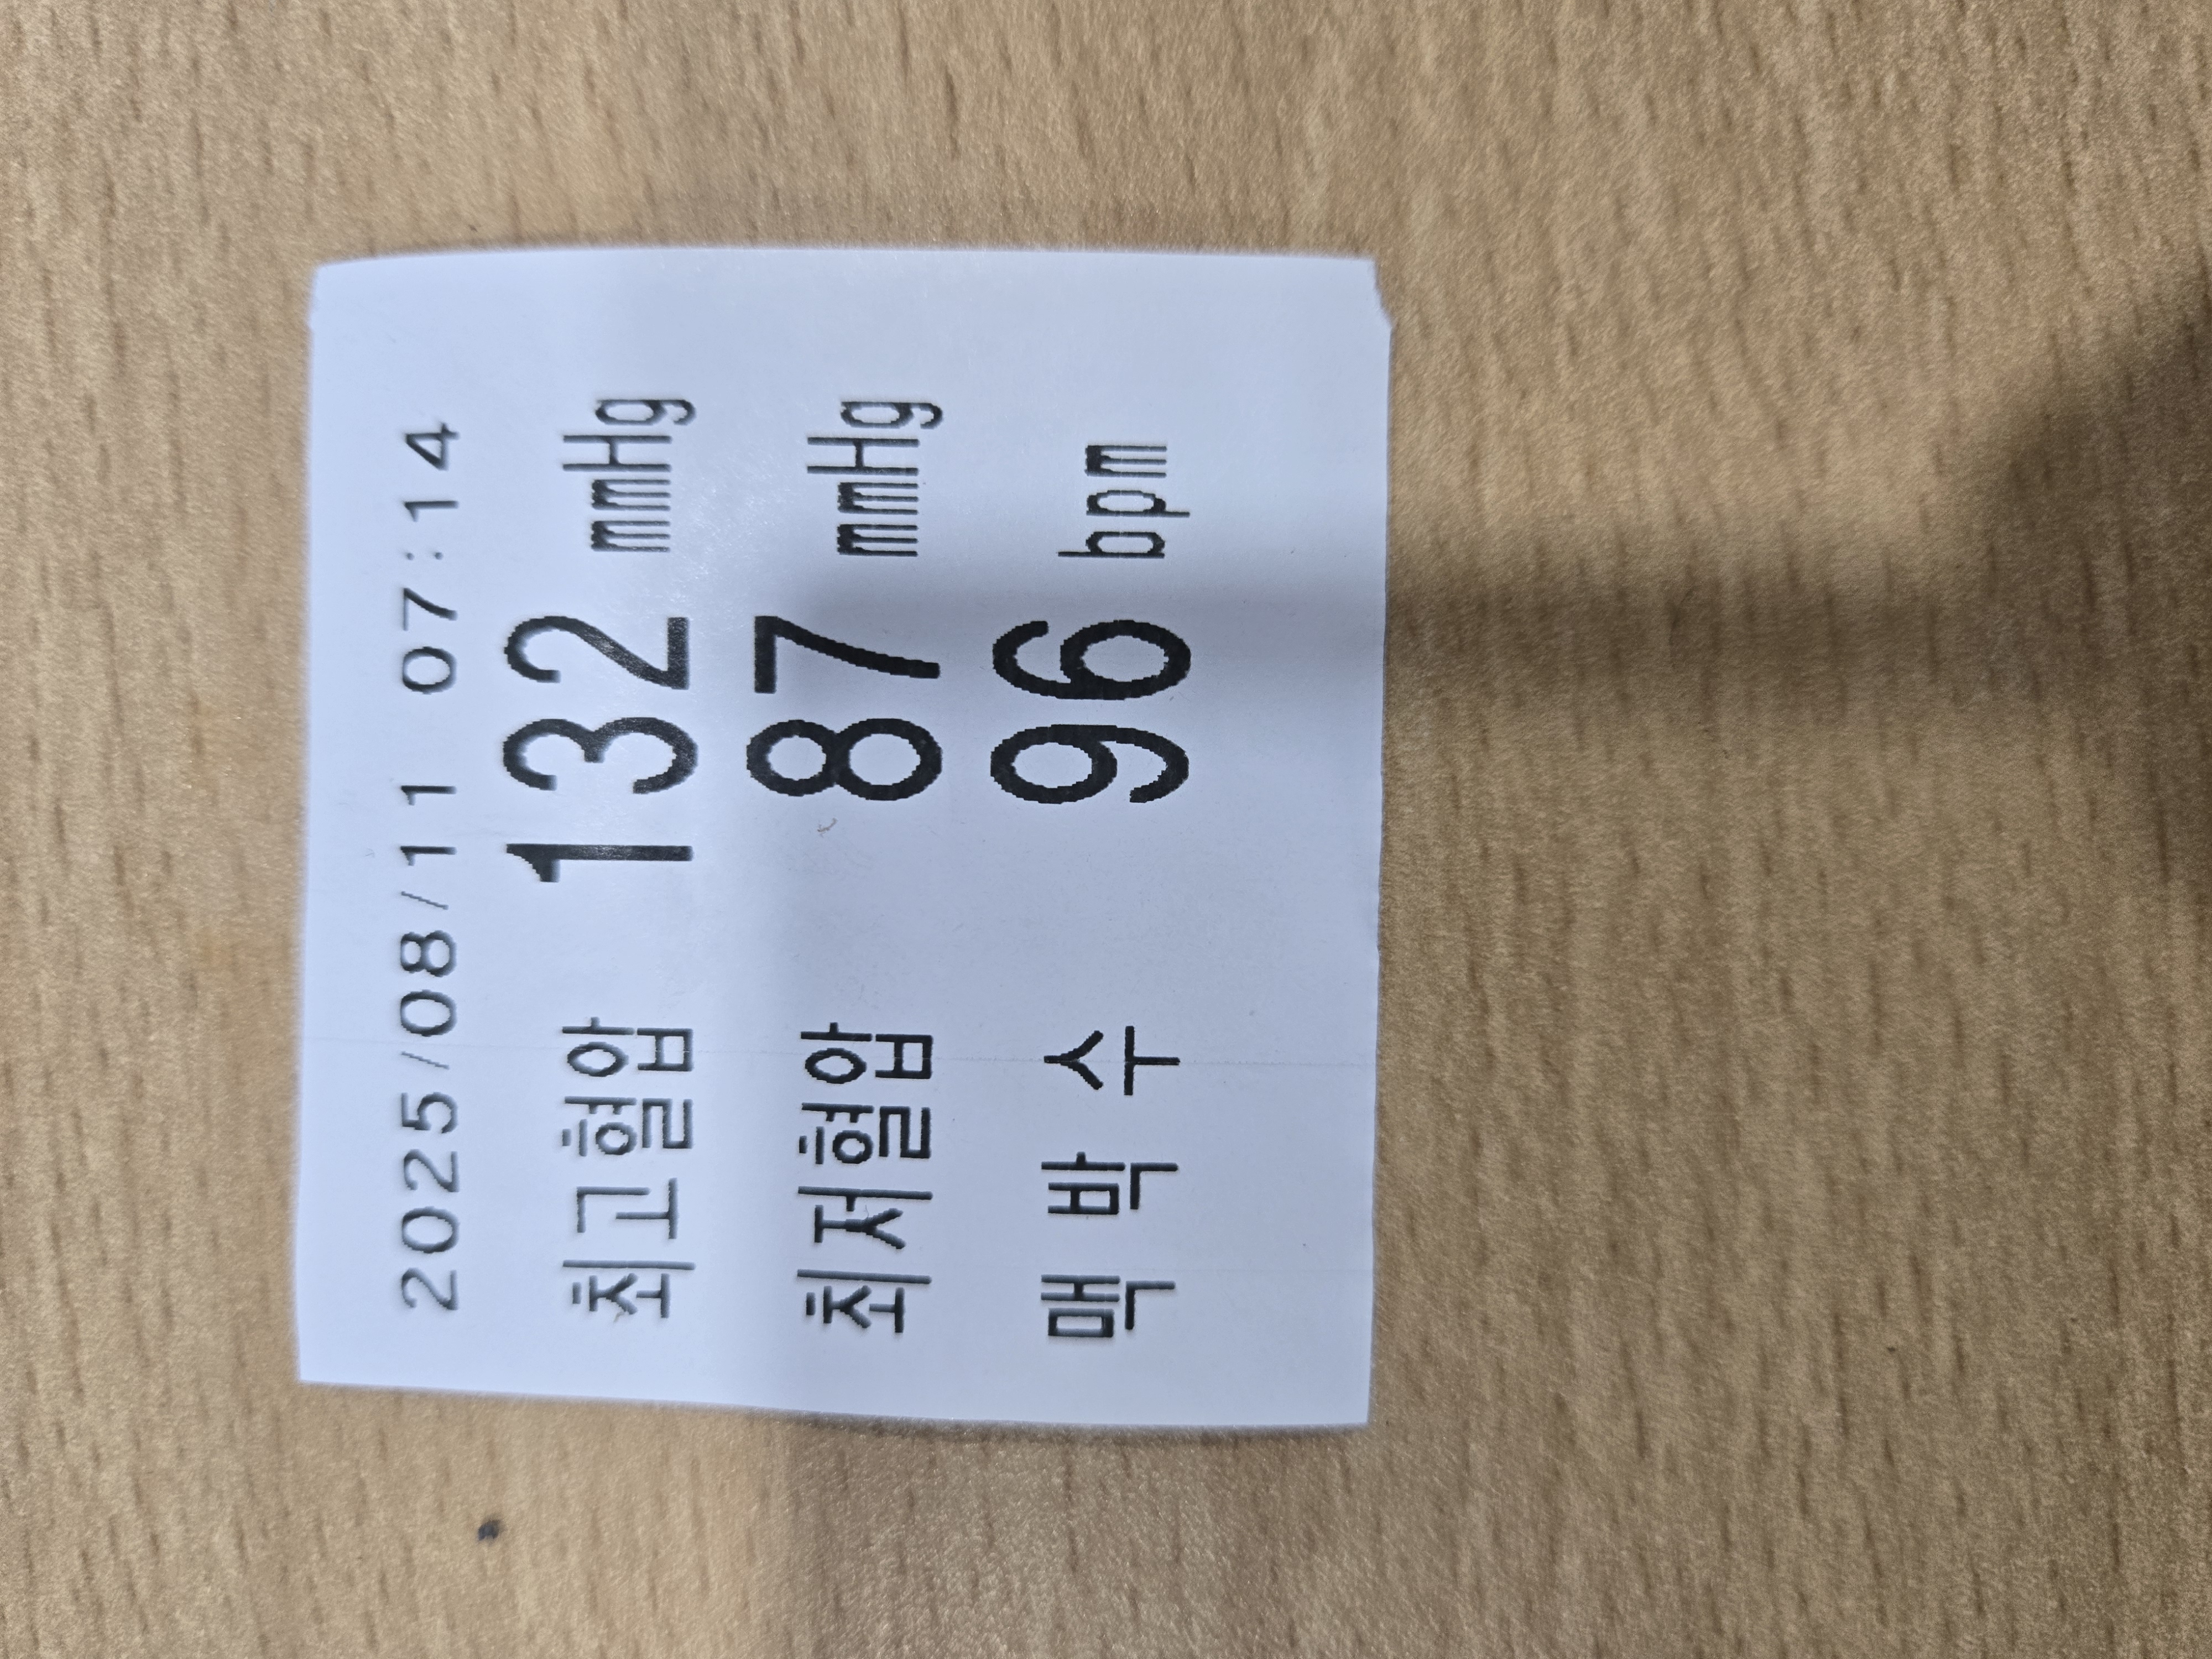 2025/08/11 07:14
최고혈압 132 mmHg
최저혈압 87 mmHg
맥 박 수 96 bpm